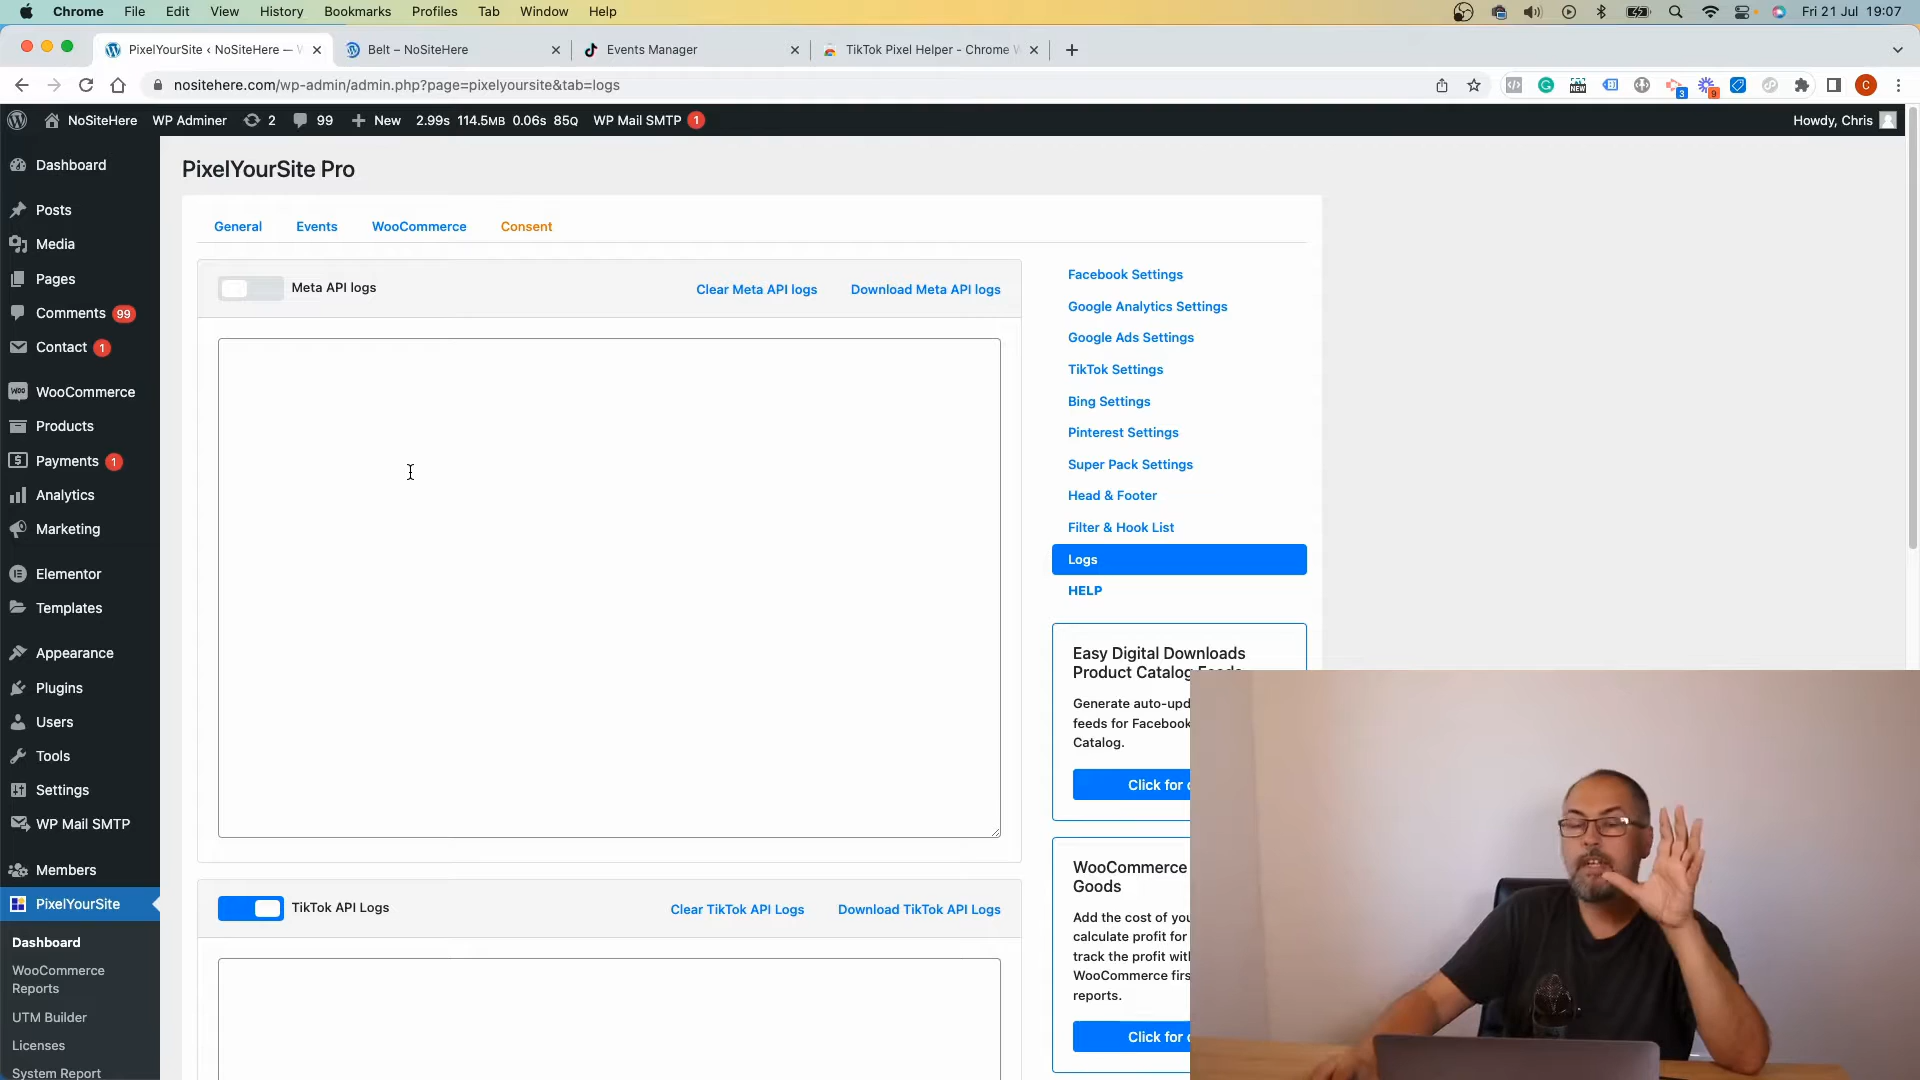 Chrome File Edit View History Bookmarks Profiles Tab Window Help Fri 21 Jul 19:07
PixelYourSite ‹ NoSiteHere — Belt – NoSiteHere Events Manager TikTok Pixel Helper - Chrome
nositehere.com/wp-admin/admin.php?page=pixelyoursite&tab=logs NEW 3 9 C
NoSiteHere WP Adminer 2 99 New 2.99s 114.5MB 0.06s 85Q WP Mail SMTP 1 Howdy, Chris
Dashboard
Posts
Media
Pages
Comments 99
Contact 1
WooCommerce
Products
Payments 1
Analytics
Marketing
Elementor
Templates
Appearance
Plugins
Users
Tools
Settings
WP Mail SMTP
Members
PixelYourSite
Dashboard
WooCommerce
Reports
UTM Builder
Licenses
System Report
PixelYourSite Pro
General Events WooCommerce Consent
Meta API logs Clear Meta API logs Download Meta API logs
TikTok API Logs Clear TikTok API Logs Download TikTok API Logs
Facebook Settings
Google Analytics Settings
Google Ads Settings
TikTok Settings
Bing Settings
Pinterest Settings
Super Pack Settings
Head & Footer
Filter & Hook List
Logs
HELP
Easy Digital Downloads
Product Catalog
Generate auto-upd
feeds for Facebook
Catalog.
Click for
WooCommerce
Goods
Add the cost of you
calculate profit for
track the profit wit
WooCommerce firs
reports.
Click for